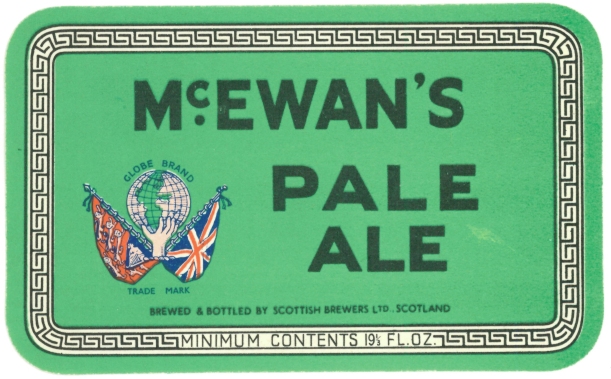 McEWAN'S
PALE
ALE
GLOBE BRAND
TRADE MARK
BREWED & BOTTLED BY SCOTTISH BREWERS LTD., SCOTLAND
MINIMUM CONTENTS 19⅓ FL.OZ.